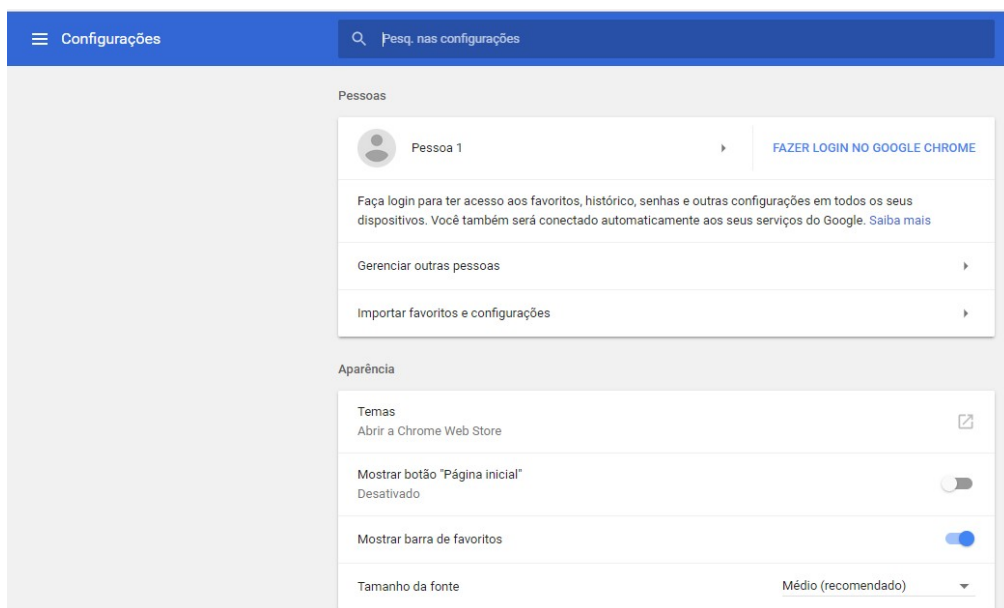 Configurações
Pesq. nas configurações
Pessoas
Pessoa 1
FAZER LOGIN NO GOOGLE CHROME
Faça login para ter acesso aos favoritos, histórico, senhas e outras configurações em todos os seus
dispositivos. Você também será conectado automaticamente aos seus serviços do Google. Saiba mais
Gerenciar outras pessoas
Importar favoritos e configurações
Aparência
Temas
Abrir a Chrome Web Store
Mostrar botão "Página inicial"
Desativado
Mostrar barra de favoritos
Tamanho da fonte
Médio (recomendado)